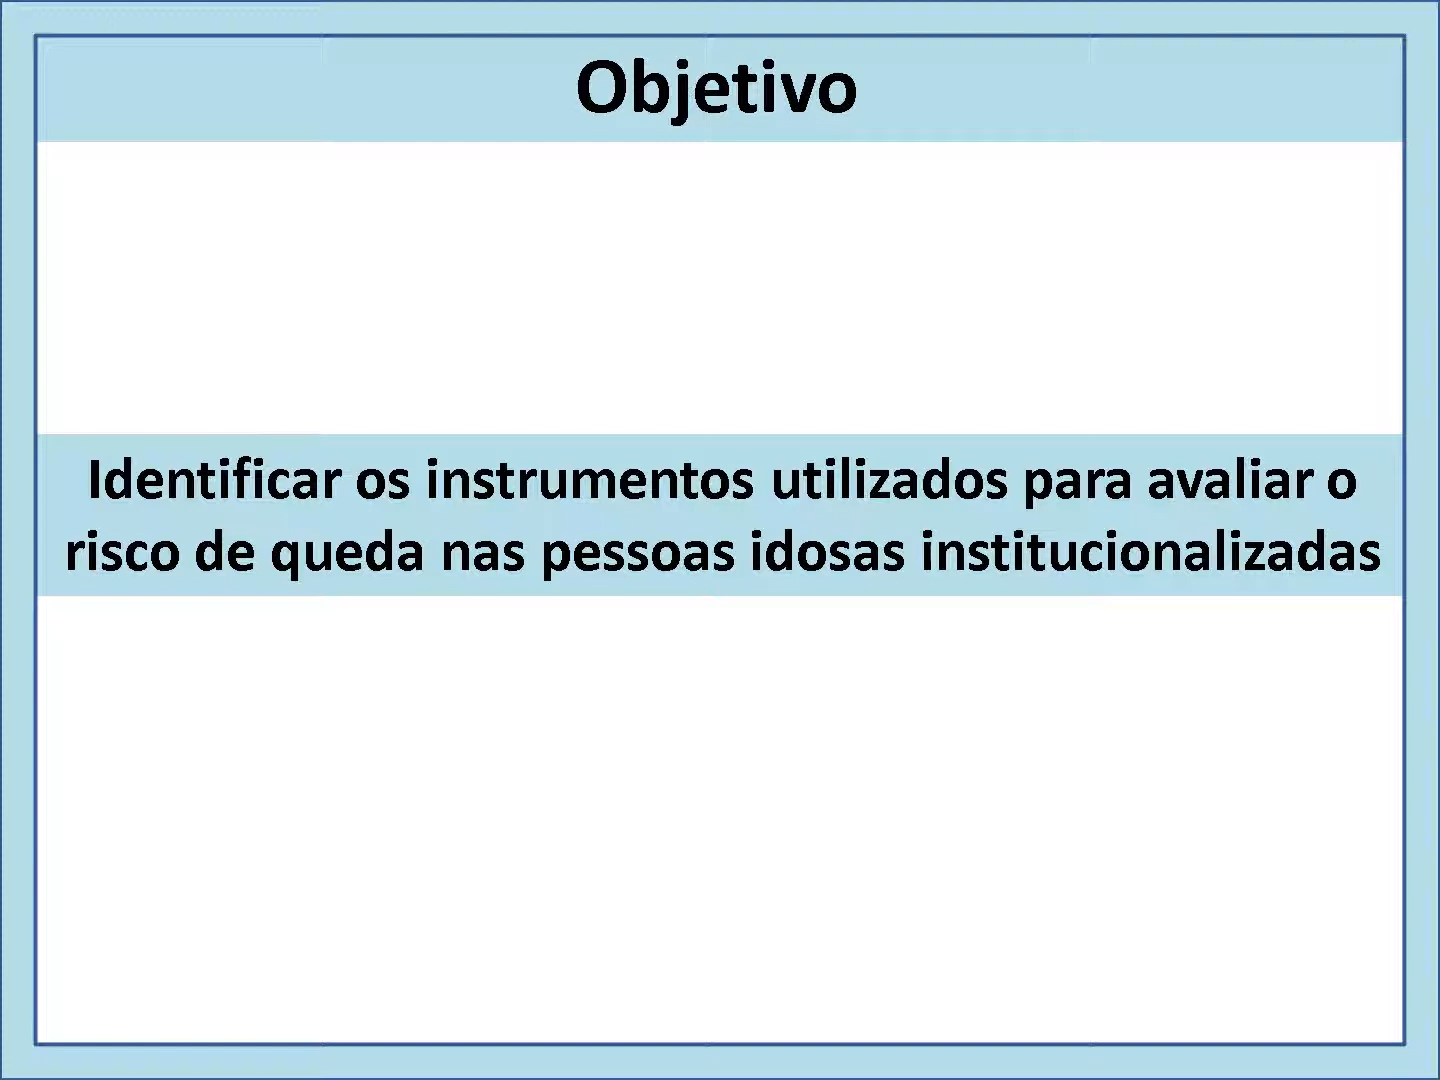 Objetivo
Identificar os instrumentos utilizados para avaliar o
risco de queda nas pessoas idosas institucionalizadas